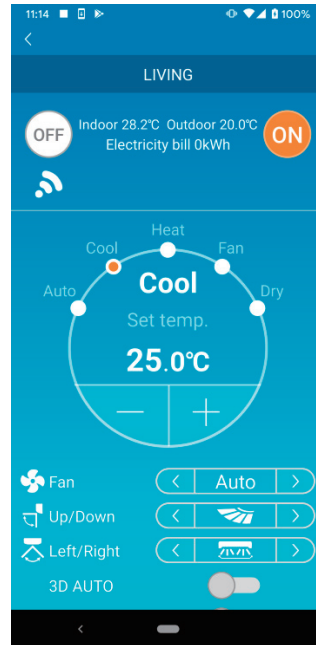 11:14 100%
LIVING
OFF Indoor 28.2℃ Outdoor 20.0℃ ON
Electricity bill 0kWh
Heat
Cool Fan
Auto Cool Dry
Set temp.
25.0℃
Fan Auto
Up/Down
Left/Right
3D AUTO